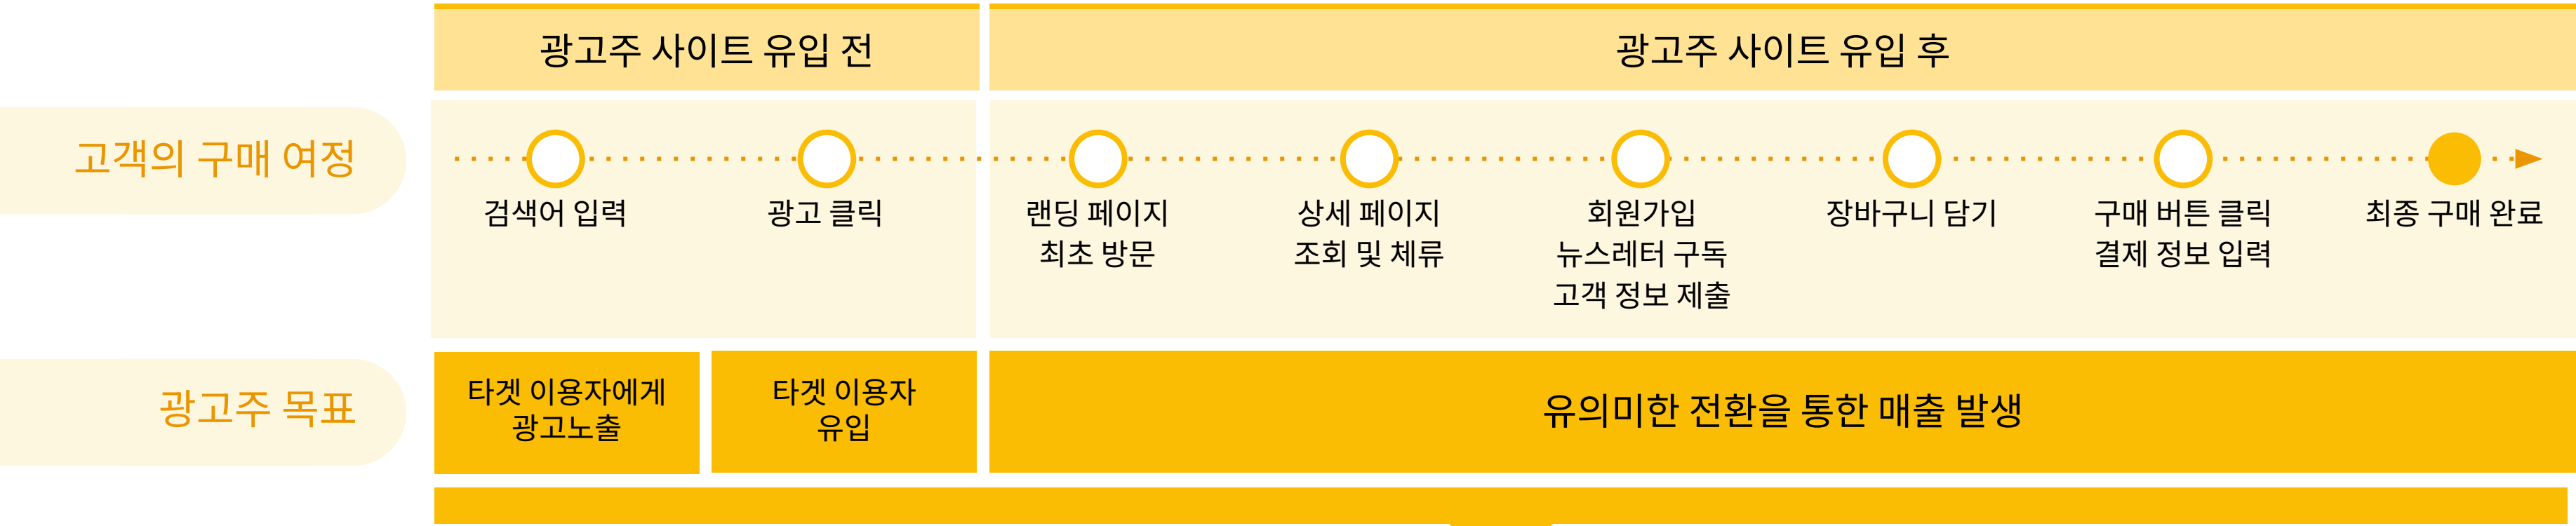 광고주 사이트 유입 전
광고주 사이트 유입 후
고객의 구매 여정
검색어 입력
광고 클릭
랜딩 페이지
최초 방문
상세 페이지
조회 및 체류
회원가입
뉴스레터 구독
고객 정보 제출
장바구니 담기
구매 버튼 클릭
결제 정보 입력
최종 구매 완료
광고주 목표
타겟 이용자에게
광고노출
타겟 이용자
유입
유의미한 전환을 통한 매출 발생